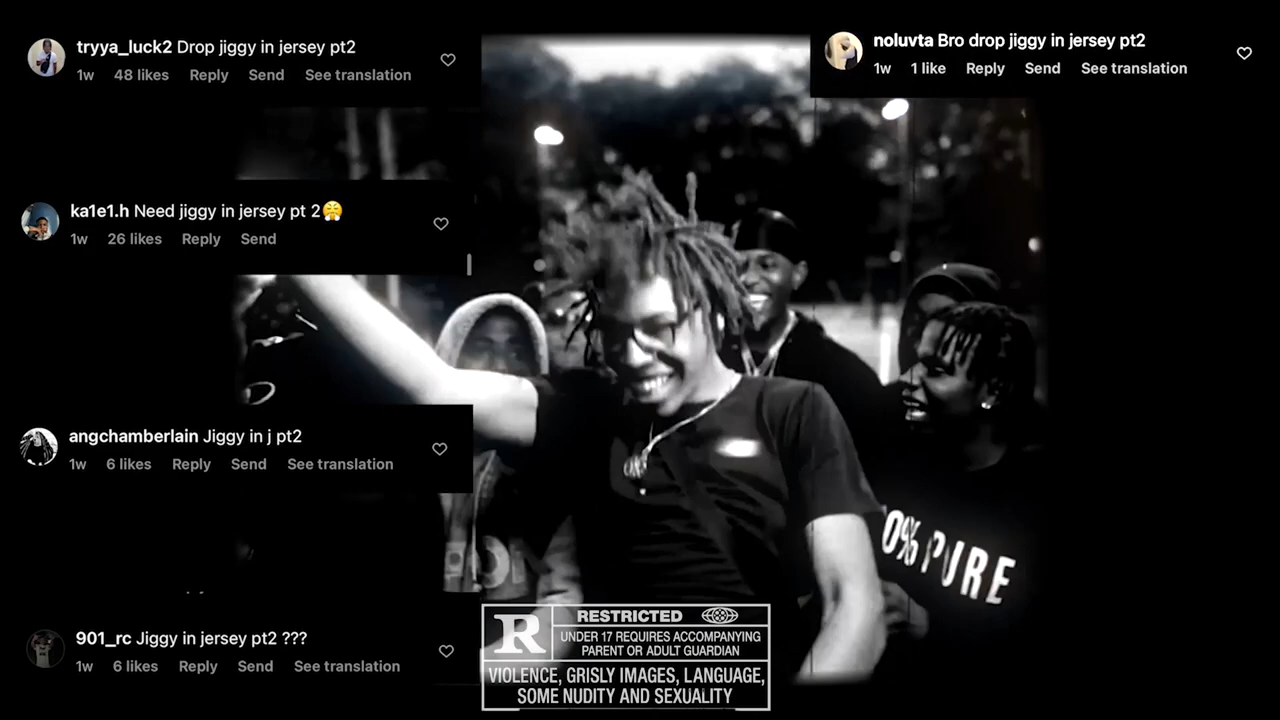 tryya_luck2 Drop jiggy in jersey pt2
1w 48 likes Reply Send See translation
noluvta Bro drop jiggy in jersey pt2
1w 1 like Reply Send See translation
ka1e1.h Need jiggy in jersey pt 2😤
1w 26 likes Reply Send
angchamberlain Jiggy in j pt2
1w 6 likes Reply Send See translation
0% PURE
901_rc Jiggy in jersey pt2 ???
1w 6 likes Reply Send See translation
R
RESTRICTED
UNDER 17 REQUIRES ACCOMPANYING
PARENT OR ADULT GUARDIAN
VIOLENCE, GRISLY IMAGES, LANGUAGE,
SOME NUDITY AND SEXUALITY